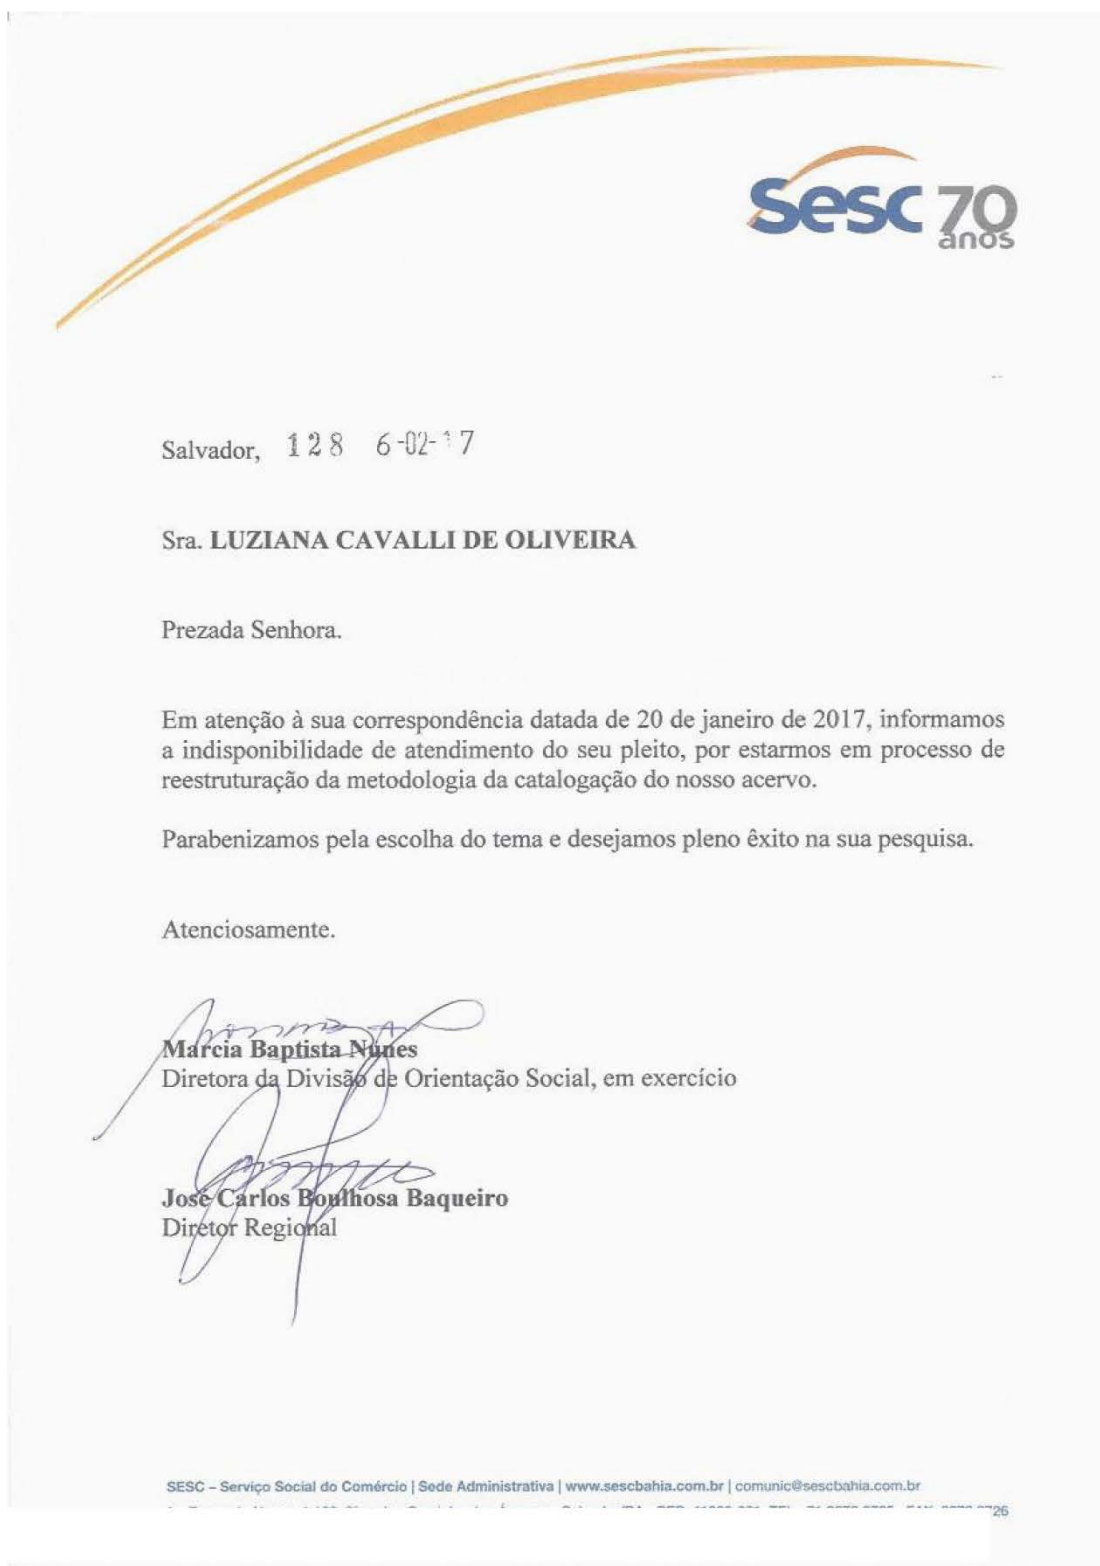 Sesc 70
anos
Salvador, 128 6-02-17
Sra. LUZIANA CAVALLI DE OLIVEIRA
Prezada Senhora.
Em atenção à sua correspondência datada de 20 de janeiro de 2017, informamos
a indisponibilidade de atendimento do seu pleito, por estarmos em processo de
reestruturação da metodologia da catalogação do nosso acervo.
Parabenizamos pela escolha do tema e desejamos pleno êxito na sua pesquisa.
Atenciosamente.
Marcia Baptista Nunes
Diretora da Divisão de Orientação Social, em exercício
José Carlos Boulhosa Baqueiro
Diretor Regional
SESC – Serviço Social do Comércio | Sede Administrativa | www.sescbahia.com.br | comunic@sescbahia.com.br